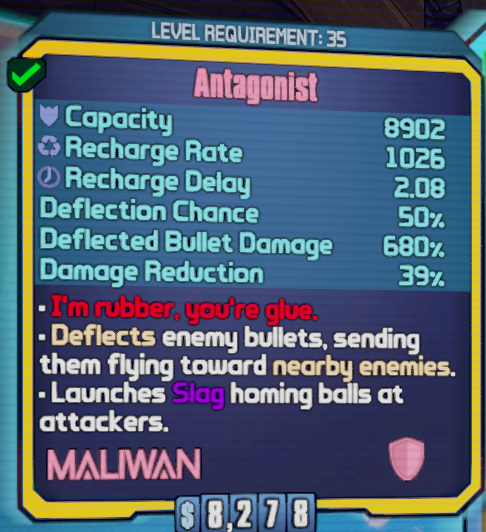 LEVEL REQUIREMENT: 35
Antagonist
Capacity 8902
Recharge Rate 1026
Recharge Delay 2.08
Deflection Chance 50%
Deflected Bullet Damage 680%
Damage Reduction 39%
• I'm rubber, you're glue.
• Deflects enemy bullets, sending
them flying toward nearby enemies.
• Launches Slag homing balls at
attackers.
MALIWAN
$8,278